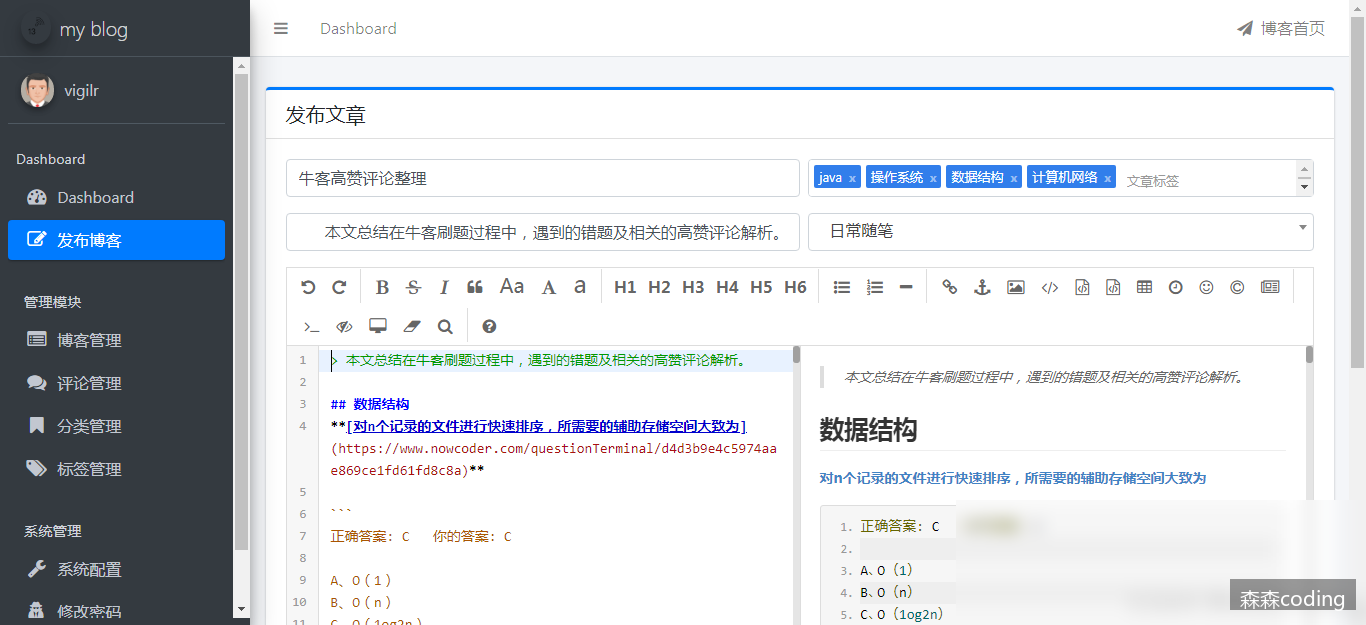 my blog
Dashboard
博客首页
vigilr
Dashboard
Dashboard
发布博客
管理模块
博客管理
评论管理
分类管理
标签管理
系统管理
系统配置
修改密码
发布文章
牛客高赞评论整理
java x 操作系统 x 数据结构 x 计算机网络 x 文章标签
本文总结在牛客刷题过程中，遇到的错题及相关的高赞评论解析。
日常随笔
B S I Aa A a H1 H2 H3 H4 H5 H6
1 > 本文总结在牛客刷题过程中，遇到的错题及相关的高赞评论解析。
2
3 ## 数据结构
4 **[对n个记录的文件进行快速排序，所需要的辅助存储空间大致为]
(https://www.nowcoder.com/questionTerminal/d4d3b9e4c5974aa
e869ce1fd61fd8c8a)**
5
6 ```
7 正确答案: C 你的答案: C
8
9 A、O（1）
10 B、O（n）
11 C、O（1og2n）
本文总结在牛客刷题过程中，遇到的错题及相关的高赞评论解析。
数据结构
对n个记录的文件进行快速排序，所需要的辅助存储空间大致为
1. 正确答案: C
2.
3. A、O（1）
4. B、O（n）
5. C、O（1og2n）
森森coding